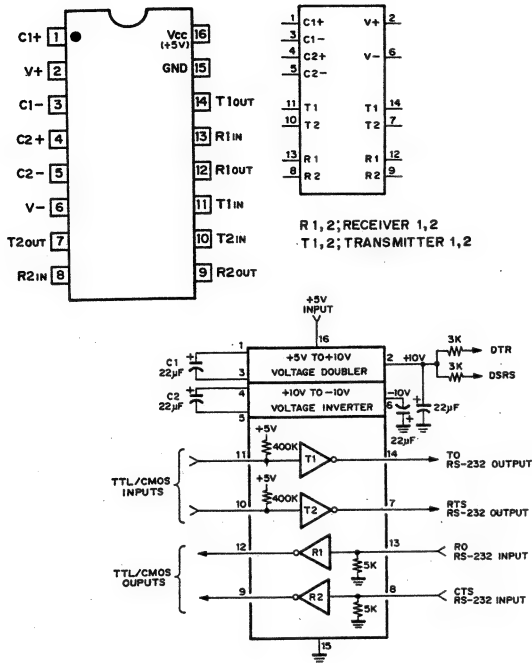 C1+ 1
V+ 2
C1- 3
C2+ 4
C2- 5
V- 6
T2OUT 7
R2IN 8
16 Vcc
(+5V)
15 GND
14 T1OUT
13 R1IN
12 R1OUT
11 T1IN
10 T2IN
9 R2OUT
1 C1+ V+ 2
3 C1-
4 C2+ V- 6
5 C2-
11 T1 T1 14
10 T2 T2 7
13 R1 R1 12
8 R2 R2 9
R1,2; RECEIVER 1,2
T1,2; TRANSMITTER 1,2
+5V
INPUT
16
1
C1
22µF
+
3
+5V TO +10V
VOLTAGE DOUBLER
2 +10V
3K DTR
3K DSRS
C2
22µF
+
4
5
+10V TO -10V
VOLTAGE INVERTER
-10V
6
22µF
+
+
22µF
+5V
400K
11 T1 14
TO
RS-232 OUTPUT
TTL/CMOS
INPUTS
+5V
400K
10 T2 7
RTS
RS-232 OUTPUT
12 R1 13
5K
RO
RS-232 INPUT
TTL/CMOS
OUPUTS
9 R2 8
5K
CTS
RS-232 INPUT
15